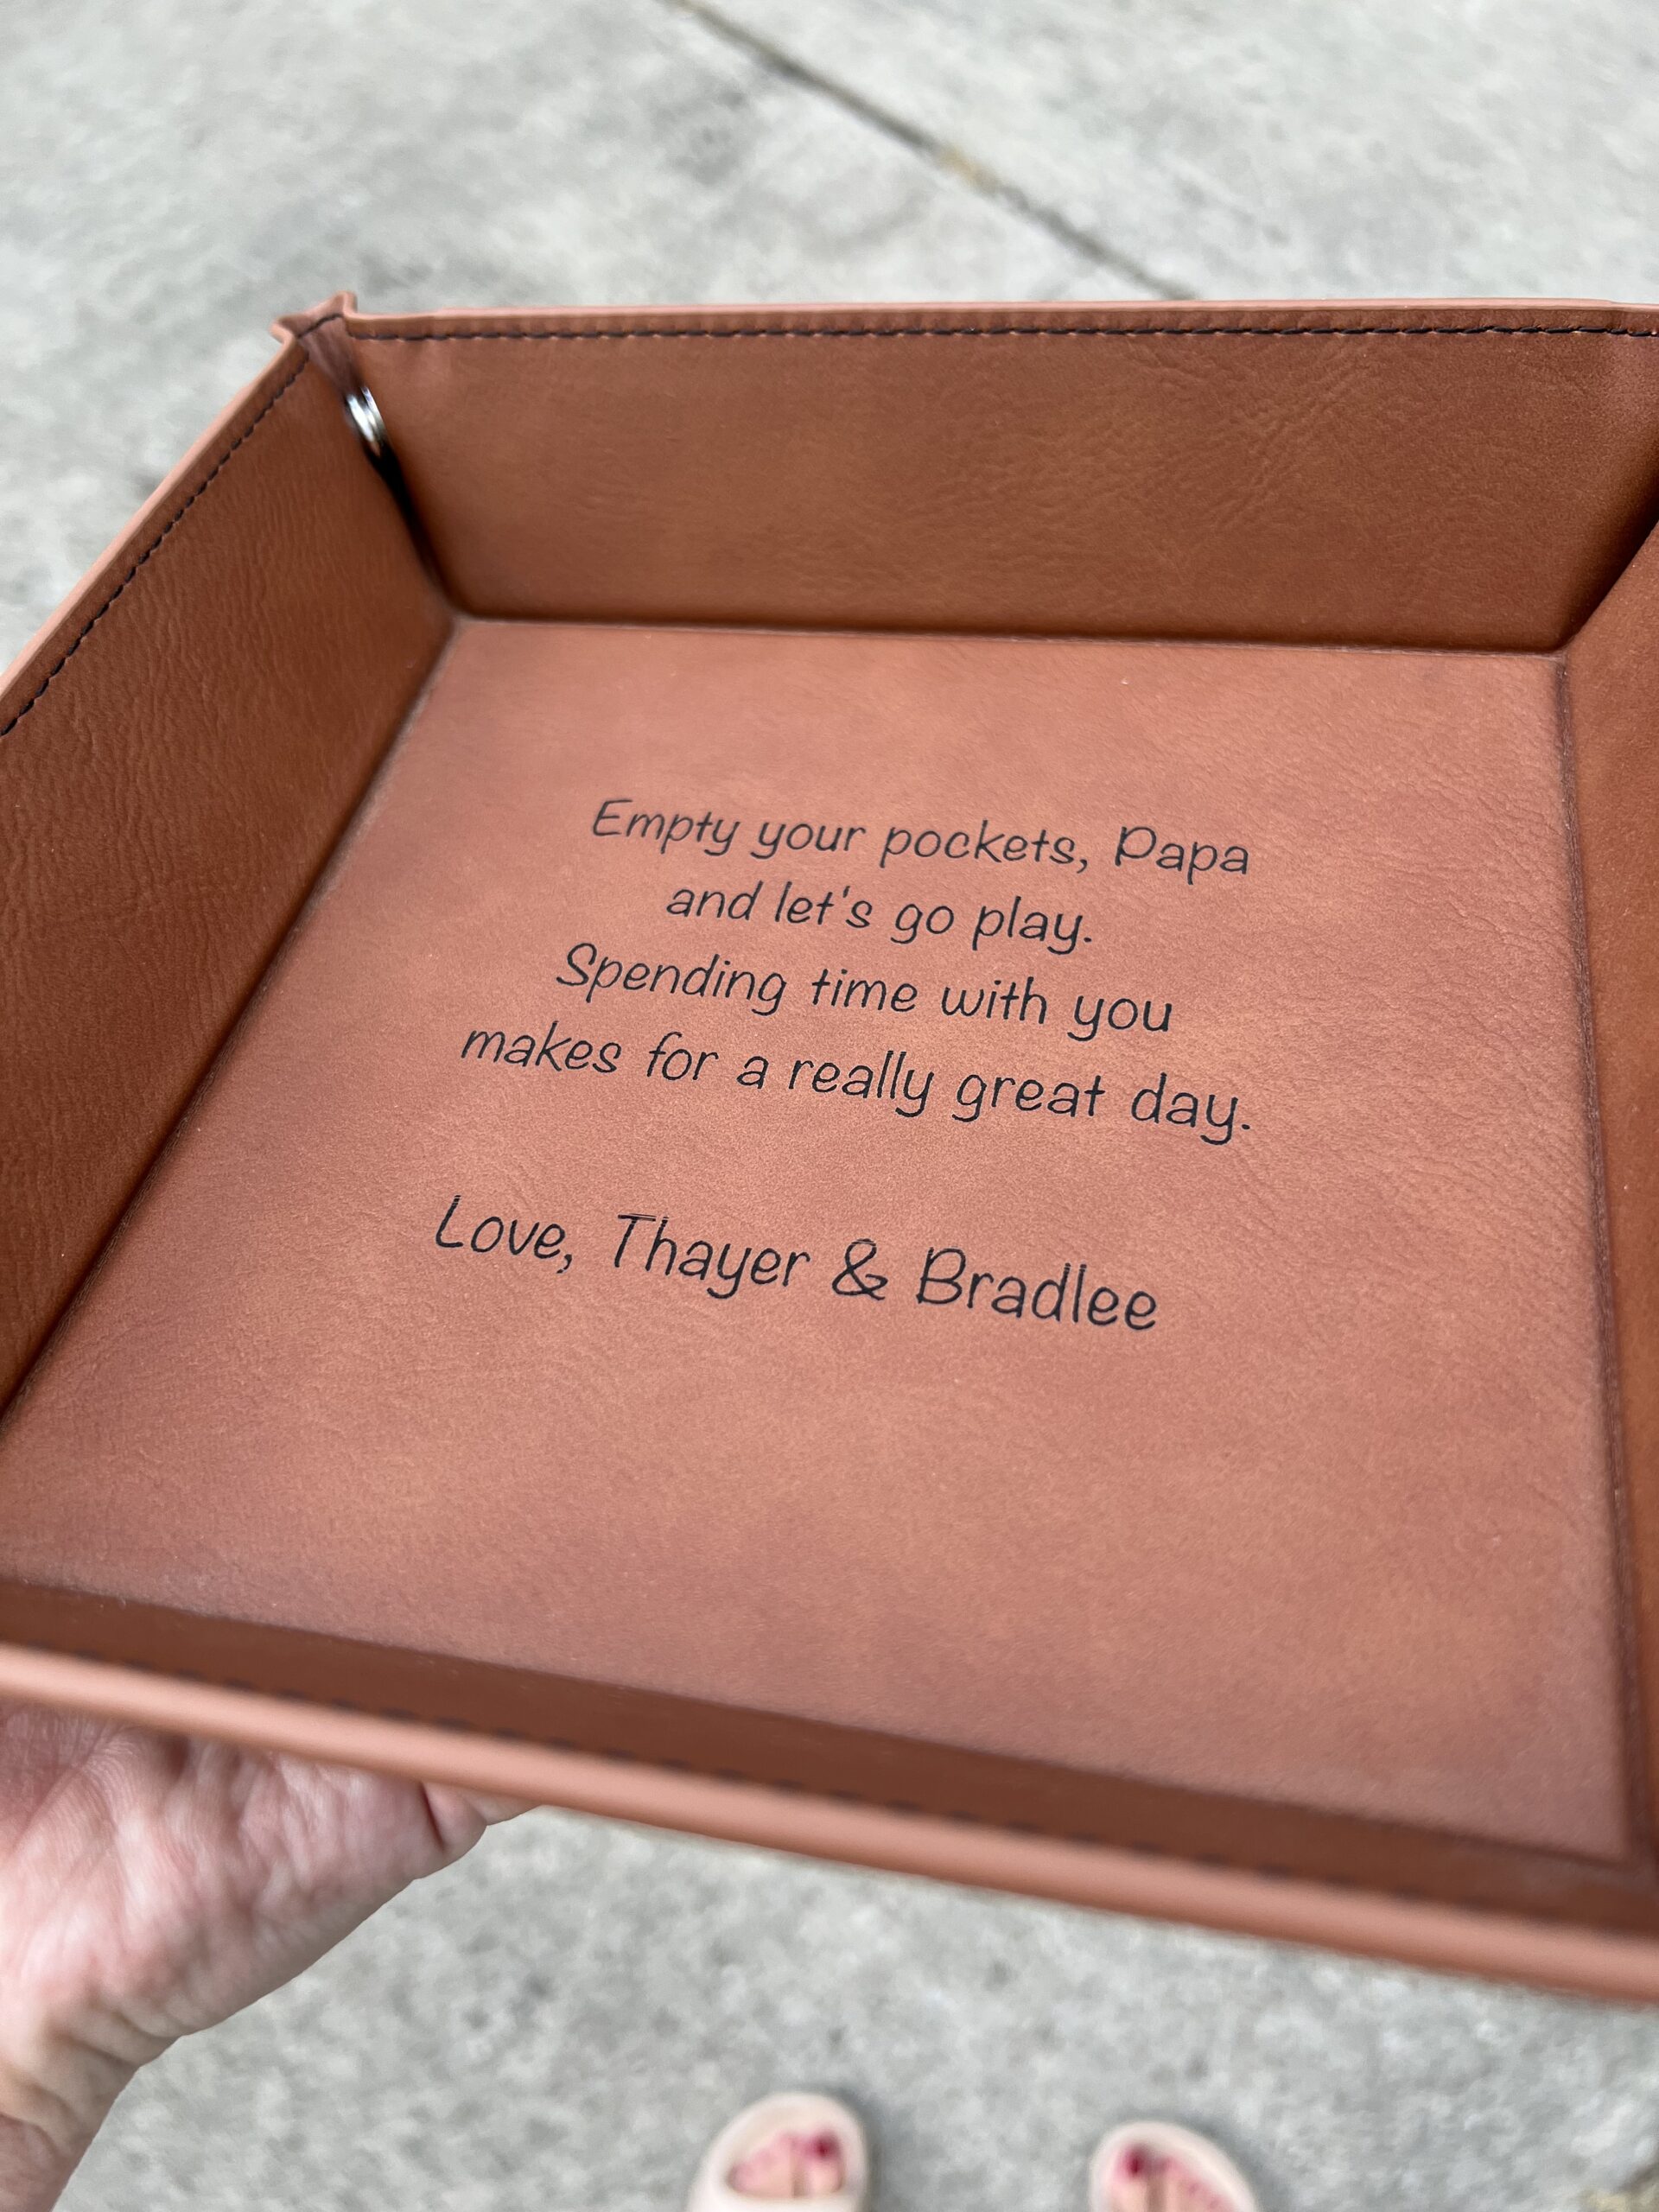 Empty your pockets, Papa
and let's go play.
Spending time with you
makes for a really great day.
Love, Thayer & Bradlee